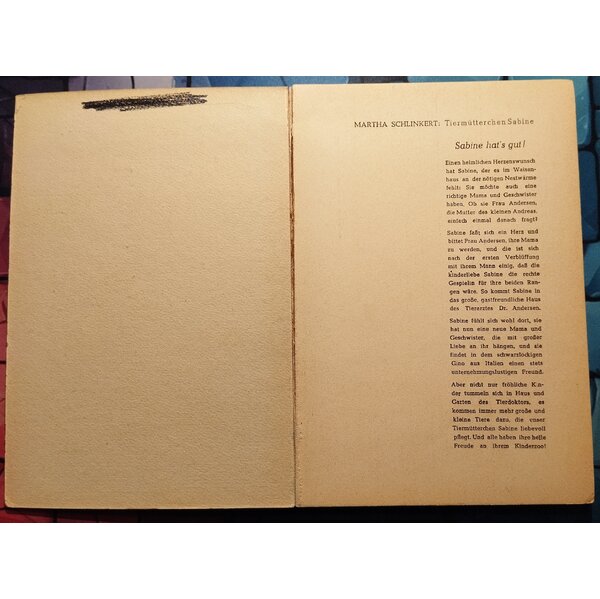 MARTHA SCHLINKERT: Tiermütterchen Sabine
Sabine hat's gut!
Einen heimlichen Herzenswunsch
hat Sabine, der es im Waisen-
haus an der nötigen Nestwärme
fehlt: Sie möchte auch eine
richtige Mama und Geschwister
haben. Ob sie Frau Andersen,
die Mutter des kleinen Andreas,
einfach einmal danach fragt?
Sabine faßt sich ein Herz und
bittet Frau Andersen, ihre Mama
zu werden, und die ist sich
nach der ersten Verblüffung
mit ihrem Mann einig, daß die
kinderliebe Sabine die rechte
Gespielin für ihre beiden Ran-
gen wäre. So kommt Sabine in
das große, gastfreundliche Haus
des Tierarztes Dr. Andersen.
Sabine fühlt sich wohl dort, sie
hat nun eine neue Mama und
Geschwister, die mit großer
Liebe an ihr hängen, und sie
findet in dem schwarzlockigen
Gino aus Italien einen stets
unternehmungslustigen Freund.
Aber nicht nur fröhliche Kin-
der tummeln sich in Haus und
Garten des Tierdoktors, es
kommen immer mehr große und
kleine Tiere dazu, die unser
Tiermütterchen Sabine liebevoll
pflegt. Und alle haben ihre helle
Freude an ihrem Kinderzoo!